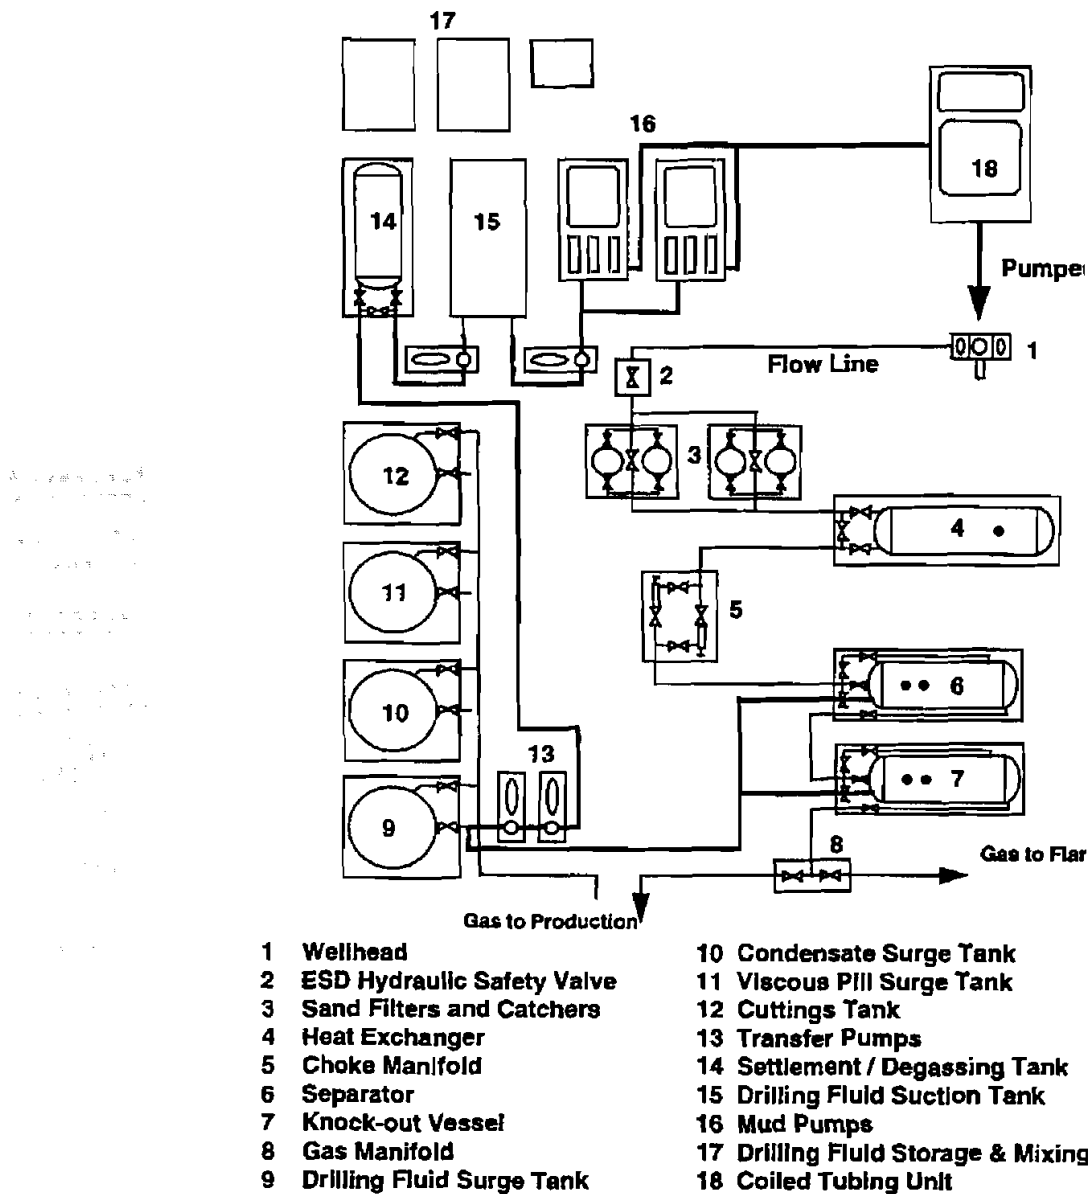 17
16
18
14
15
Pumpe
1
Flow Line
2
3
12
4
11
5
6
10
13
7
9
8
Gas to Flar
Gas to Production
1 Wellhead
2 ESD Hydraulic Safety Valve
3 Sand Filters and Catchers
4 Heat Exchanger
5 Choke Manifold
6 Separator
7 Knock-out Vessel
8 Gas Manifold
9 Drilling Fluid Surge Tank
10 Condensate Surge Tank
11 Viscous Pill Surge Tank
12 Cuttings Tank
13 Transfer Pumps
14 Settlement / Degassing Tank
15 Drilling Fluid Suction Tank
16 Mud Pumps
17 Drilling Fluid Storage & Mixing
18 Coiled Tubing Unit